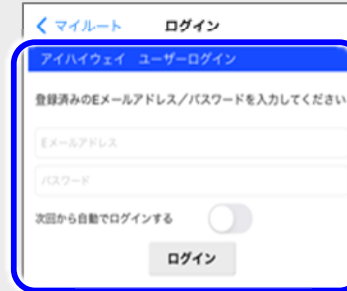 マイルート ログイン
アイハイウェイ ユーザーログイン
登録済みのEメールアドレス／パスワードを入力してください
Eメールアドレス
パスワード
次回から自動でログインする
ログイン